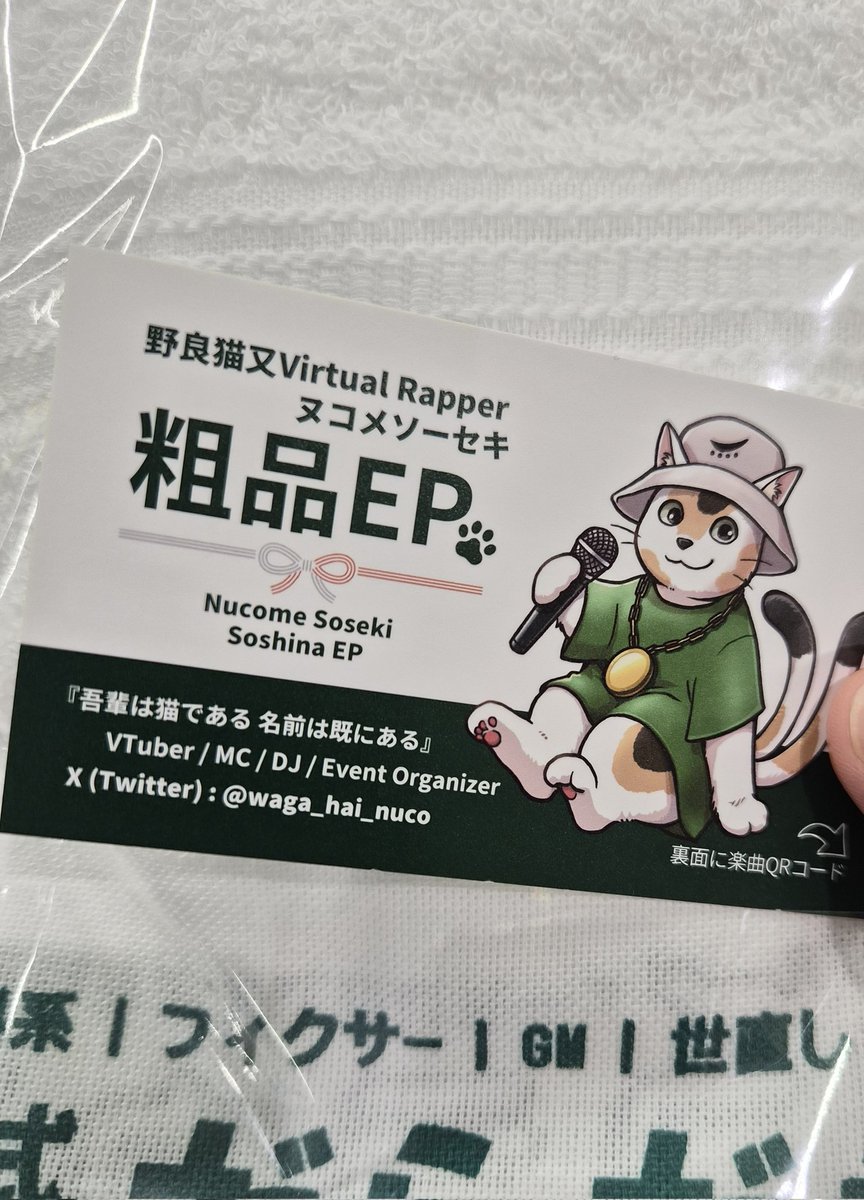 野良猫又Virtual Rapper
ヌコメソーセキ
粗品EP
Nucome Soseki
Soshina EP
『吾輩は猫である 名前は既にある』
VTuber / MC / DJ / Event Organizer
X (Twitter) : @waga_hai_nuco
裏面に楽曲QRコード
系 | フィクサー | GM | 世直し